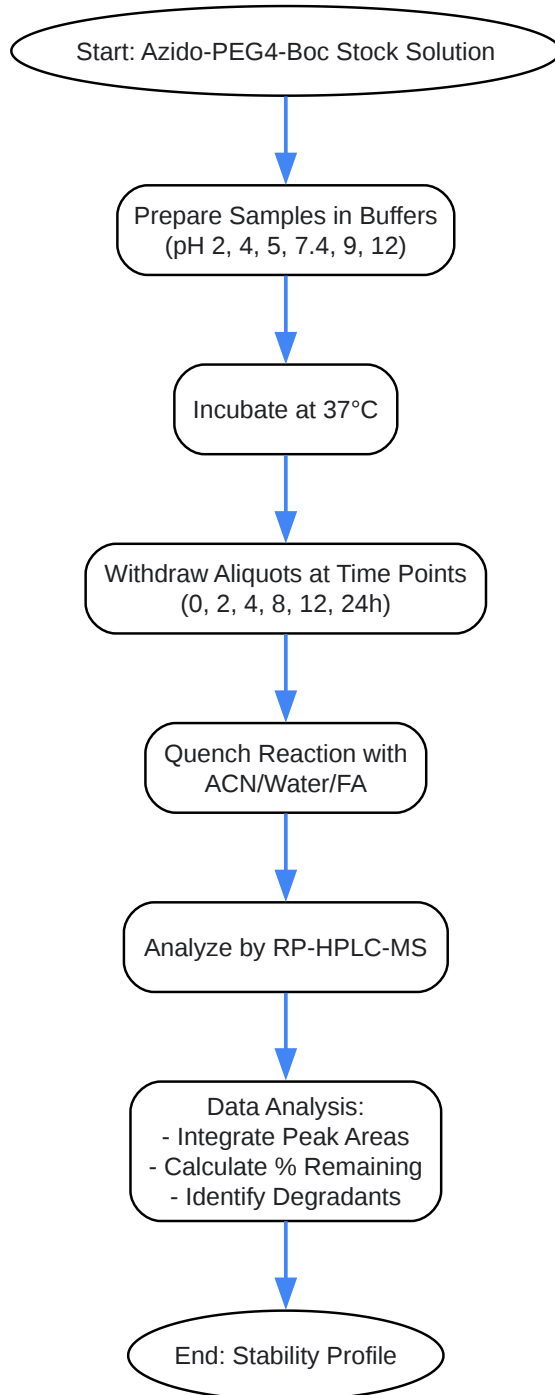 Start: Azido-PEG4-Boc Stock Solution
Prepare Samples in Buffers
(pH 2, 4, 5, 7.4, 9, 12)
Incubate at 37°C
Withdraw Aliquots at Time Points
(0, 2, 4, 8, 12, 24h)
Quench Reaction with
ACN/Water/FA
Analyze by RP-HPLC-MS
Data Analysis:
- Integrate Peak Areas
- Calculate % Remaining
- Identify Degradants
End: Stability Profile